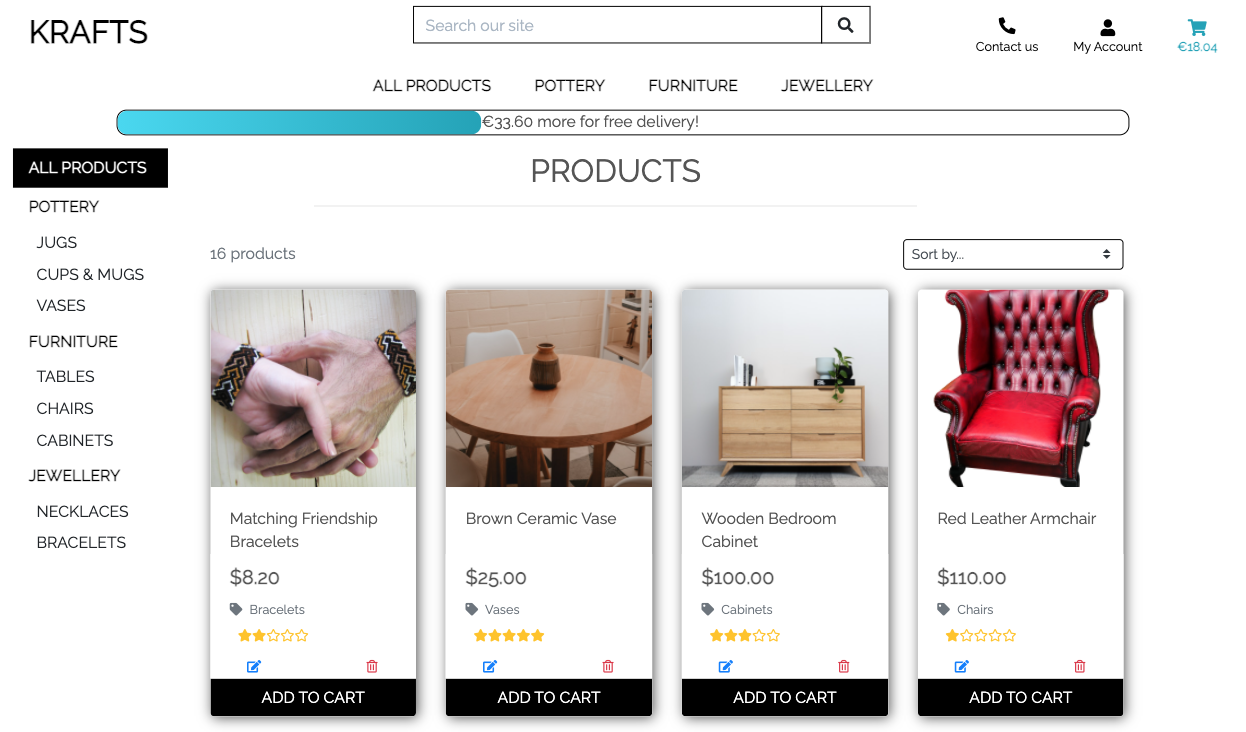 KRAFTS
Search our site
Contact us
My Account
€18.04
ALL PRODUCTS
POTTERY
FURNITURE
JEWELLERY
€33.60 more for free delivery!
ALL PRODUCTS
POTTERY
JUGS
CUPS & MUGS
VASES
FURNITURE
TABLES
CHAIRS
CABINETS
JEWELLERY
NECKLACES
BRACELETS
PRODUCTS
16 products
Sort by...
Matching Friendship
Bracelets
$8.20
Bracelets
ADD TO CART
Brown Ceramic Vase
$25.00
Vases
ADD TO CART
Wooden Bedroom
Cabinet
$100.00
Cabinets
ADD TO CART
Red Leather Armchair
$110.00
Chairs
ADD TO CART